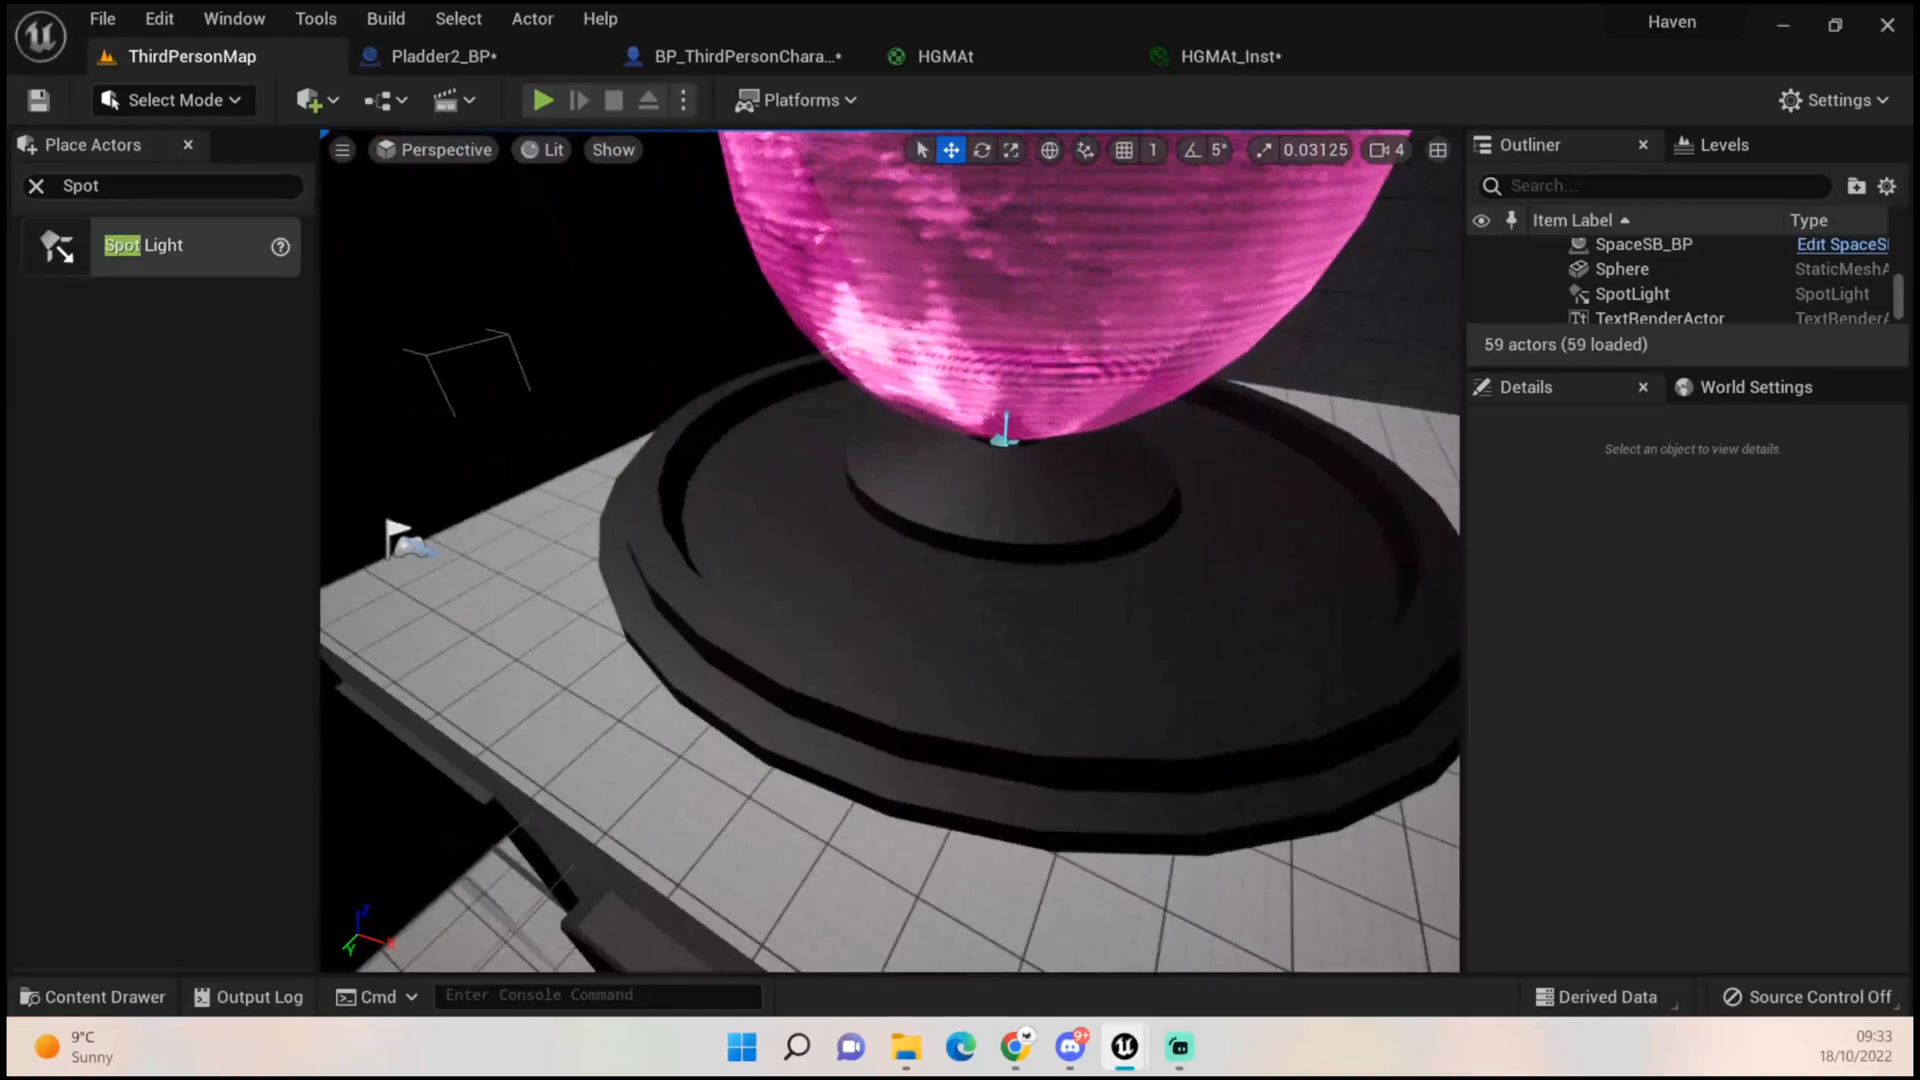 File Edit Window Tools Build Select Actor Help
Haven
ThirdPersonMap
Pladder2_BP*
BP_ThirdPersonChara...*
HGMAt
HGMAt_Inst*
Select Mode
Platforms
Settings
Place Actors
Spot
Spot Light
Perspective
Lit
Show
1
5°
0.03125
4
Outliner
Levels
Search...
Item Label
Type
SpaceSB_BP
Edit SpaceS
Sphere
StaticMeshA
SpotLight
SpotLight
TextRenderActor
TextRenderA
59 actors (59 loaded)
Details
World Settings
Select an object to view details.
Z
X
Y
Content Drawer
Output Log
Cmd
Enter Console Command
Derived Data
Source Control Off
9°C
Sunny
9+
09:33
18/10/2022